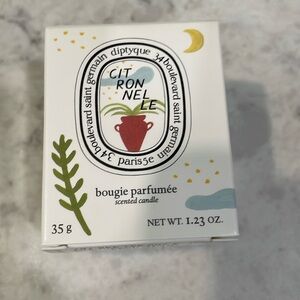 diptyque 34 boulevard saint germain paris5e 34 boulevard saint germain
CIT
RON
NEL
LE
bougie parfumée
scented candle
35 g
NET WT. 1.23 OZ.